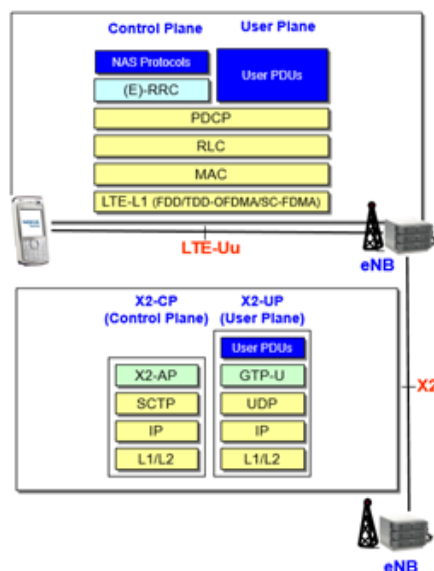 Control Plane
User Plane
NAS Protocols
User PDUs
(E)-RRC
PDCP
RLC
MAC
LTE-L1 (FDD/TDD-OFDMA/SC-FDMA)
LTE-Uu
eNB
X2-CP
(Control Plane)
X2-UP
(User Plane)
User PDUs
X2-AP
GTP-U
SCTP
UDP
IP
IP
L1/L2
L1/L2
X2
eNB